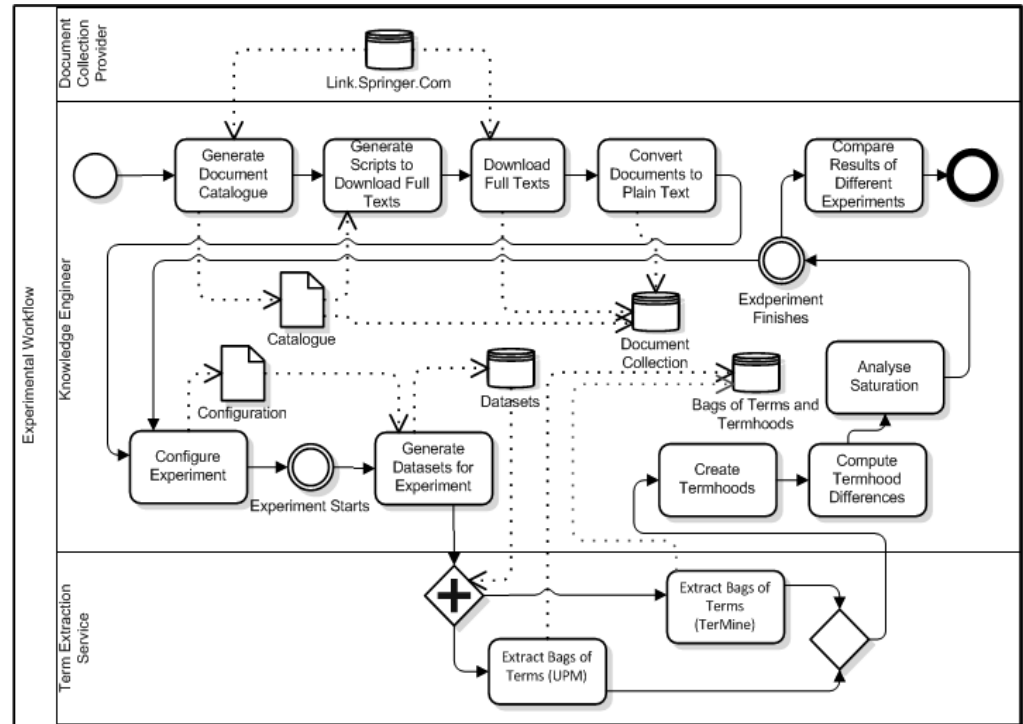 Experimental Workflow
Document
Collection
Provider
Link.Springer.Com
Knowledge Engineer
Generate
Document
Catalogue
Generate
Scripts to
Download Full
Texts
Download
Full Texts
Convert
Documents to
Plain Text
Compare
Results of
Different
Experiments
Catalogue
Document
Collection
Exdperiment
Finishes
Configuration
Datasets
Bags of Terms and
Termhoods
Analyse
Saturation
Configure
Experiment
Experiment Starts
Generate
Datasets for
Experiment
Create
Termhoods
Compute
Termhood
Differences
Term Extraction
Service
Extract Bags of
Terms
(TerMine)
Extract Bags of
Terms (UPM)